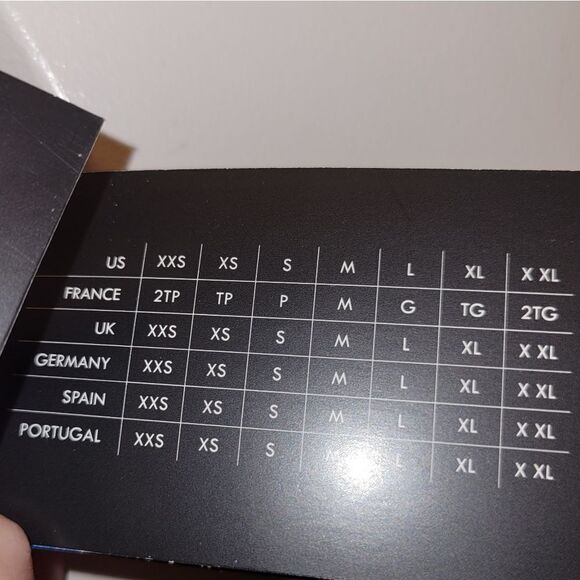 US XXS XS S M L XL X XL
FRANCE 2TP TP P M G TG 2TG
UK XXS XS S M L XL X XL
GERMANY XXS XS S M L XL X XL
SPAIN XXS XS S M L XL X XL
PORTUGAL XXS XS S M L XL X XL